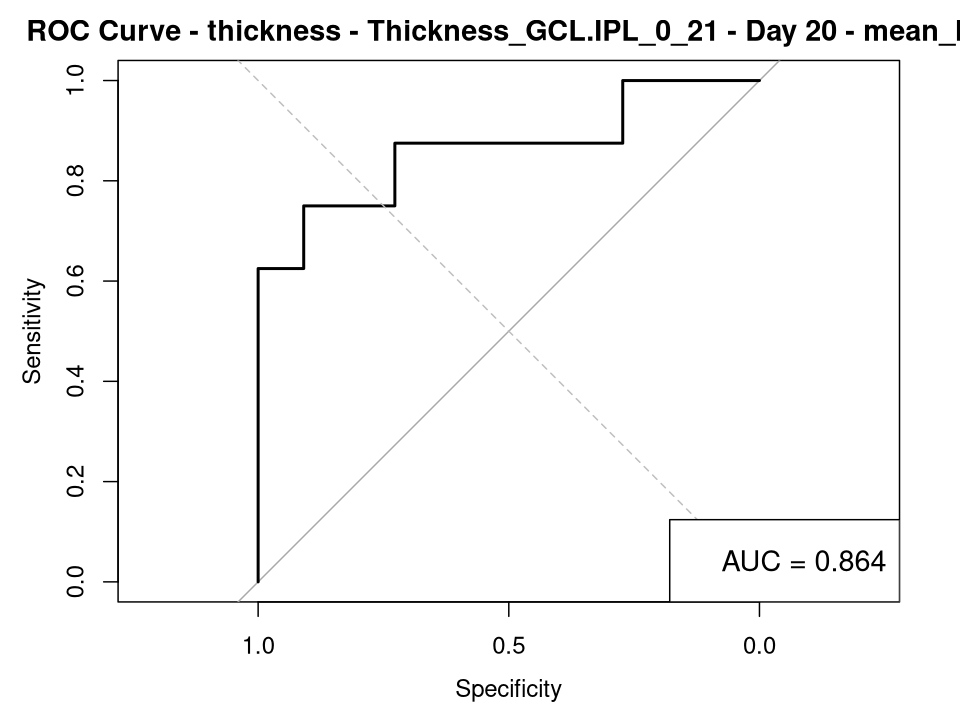 ROC Curve - thickness - Thickness_GCL.IPL_0_21 - Day 20 - mean_
Sensitivity
1.0
0.8
0.6
0.4
0.2
0.0
AUC = 0.864
1.0 0.5 0.0
Specificity